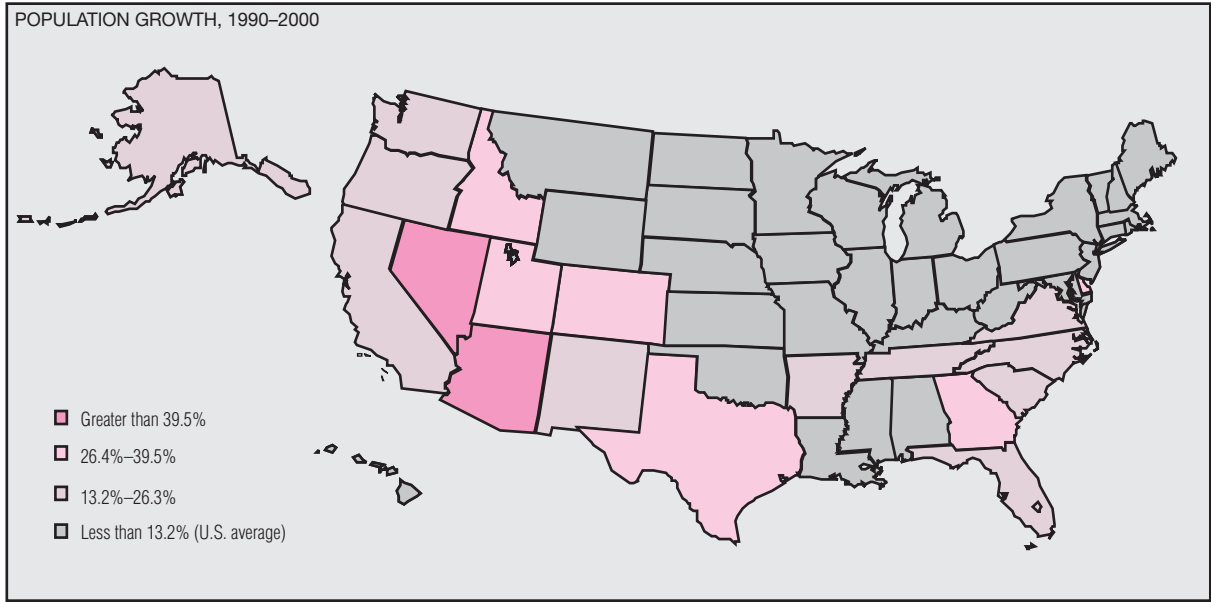 POPULATION GROWTH, 1990–2000
Greater than 39.5%
26.4%–39.5%
13.2%–26.3%
Less than 13.2% (U.S. average)